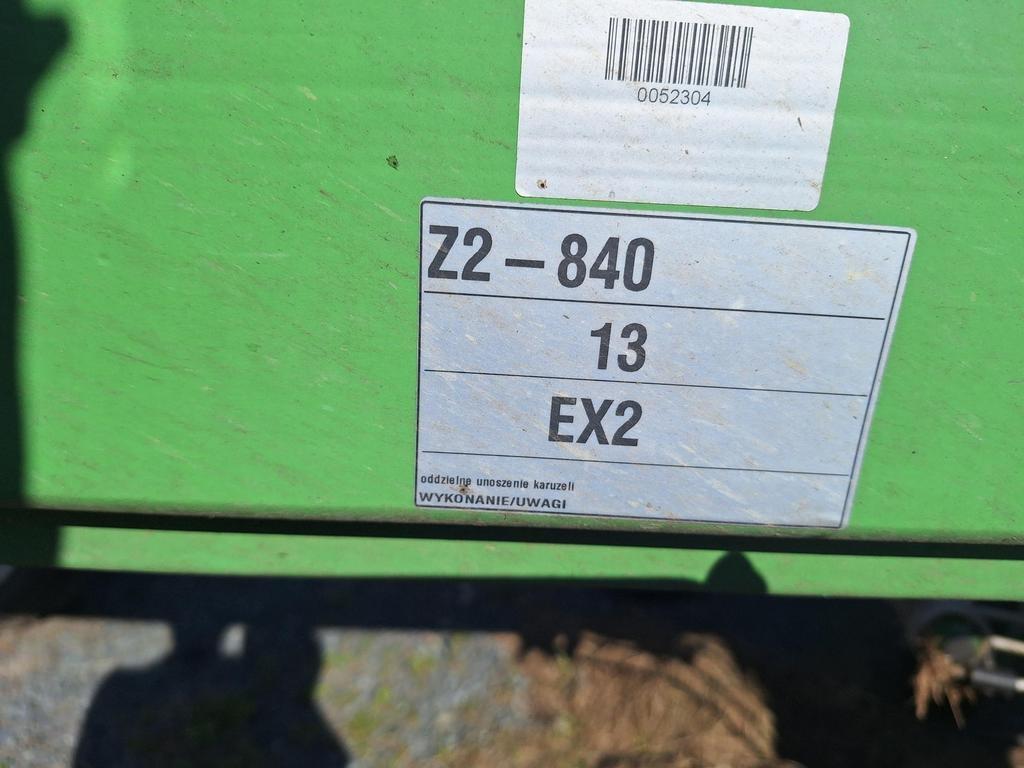 0052304
Z2 – 840
13
EX2
oddzielne unoszenie karuzeli
WYKONANIE/UWAGI